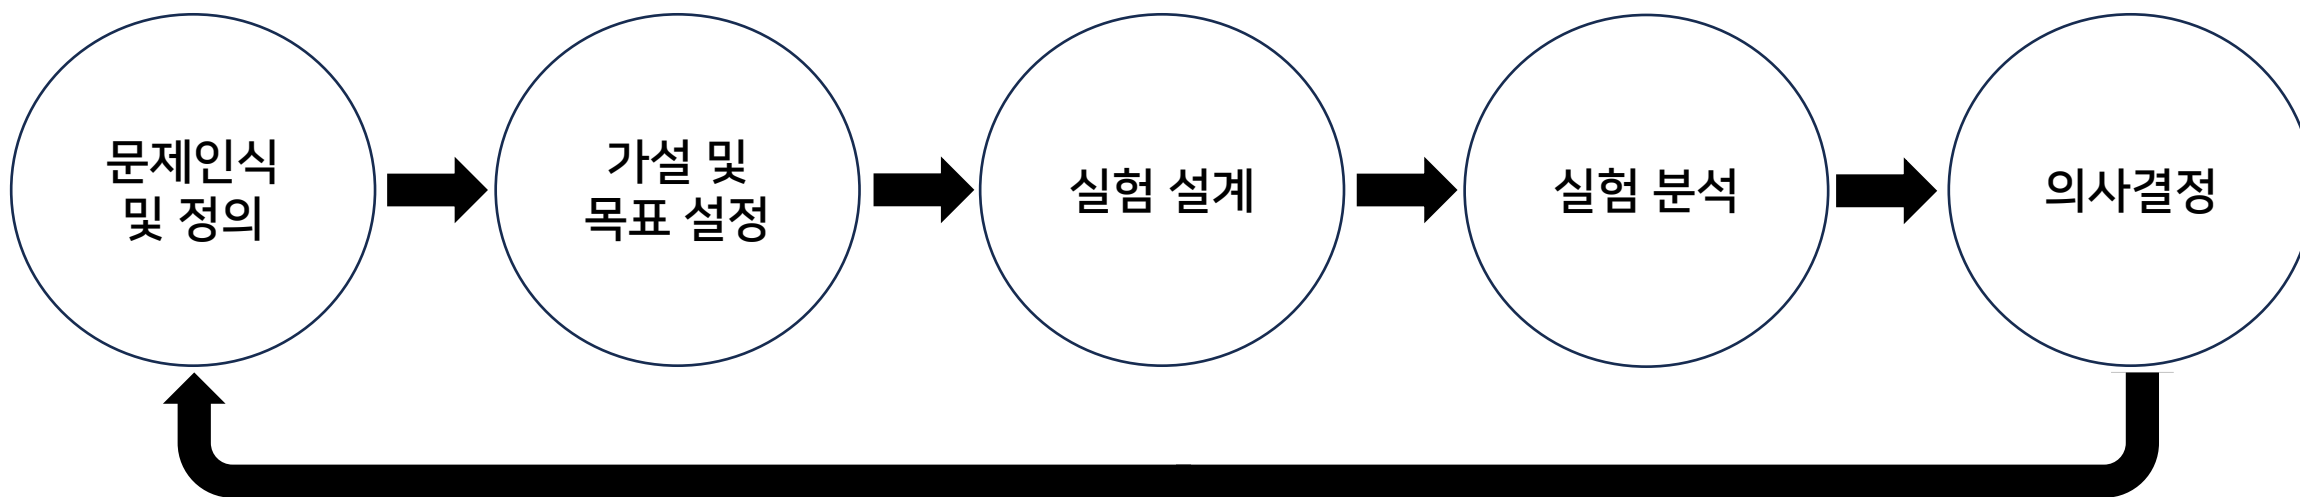 문제인식
및 정의
가설 및
목표 설정
실험 설계
실험 분석
의사결정